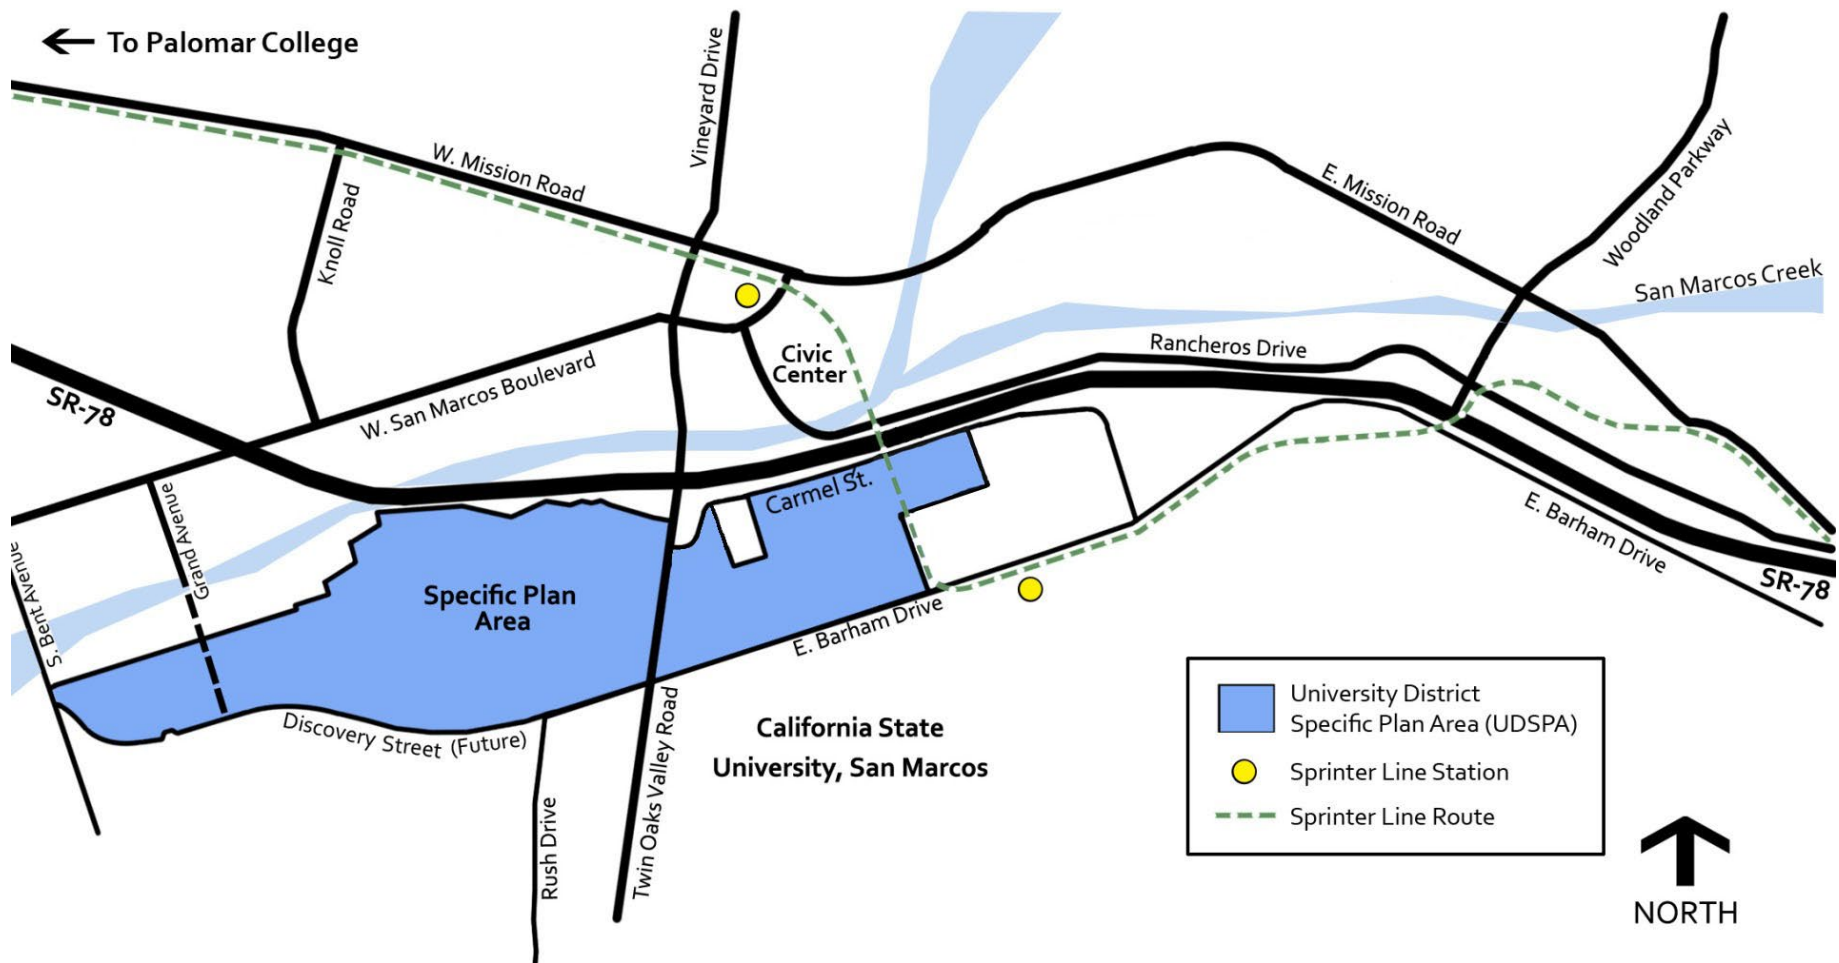 To Palomar College
Vineyard Drive
W. Mission Road
Knoll Road
E. Mission Road
Woodland Parkway
San Marcos Creek
Rancheros Drive
Civic
Center
W. San Marcos Boulevard
SR-78
Carmel St.
Grand Avenue
S. Bent Avenue
Specific Plan
Area
E. Barham Drive
E. Barham Drive
SR-78
Discovery Street (Future)
Rush Drive
Twin Oaks Valley Road
California State
University, San Marcos
University District
Specific Plan Area (UDSPA)
Sprinter Line Station
Sprinter Line Route
NORTH